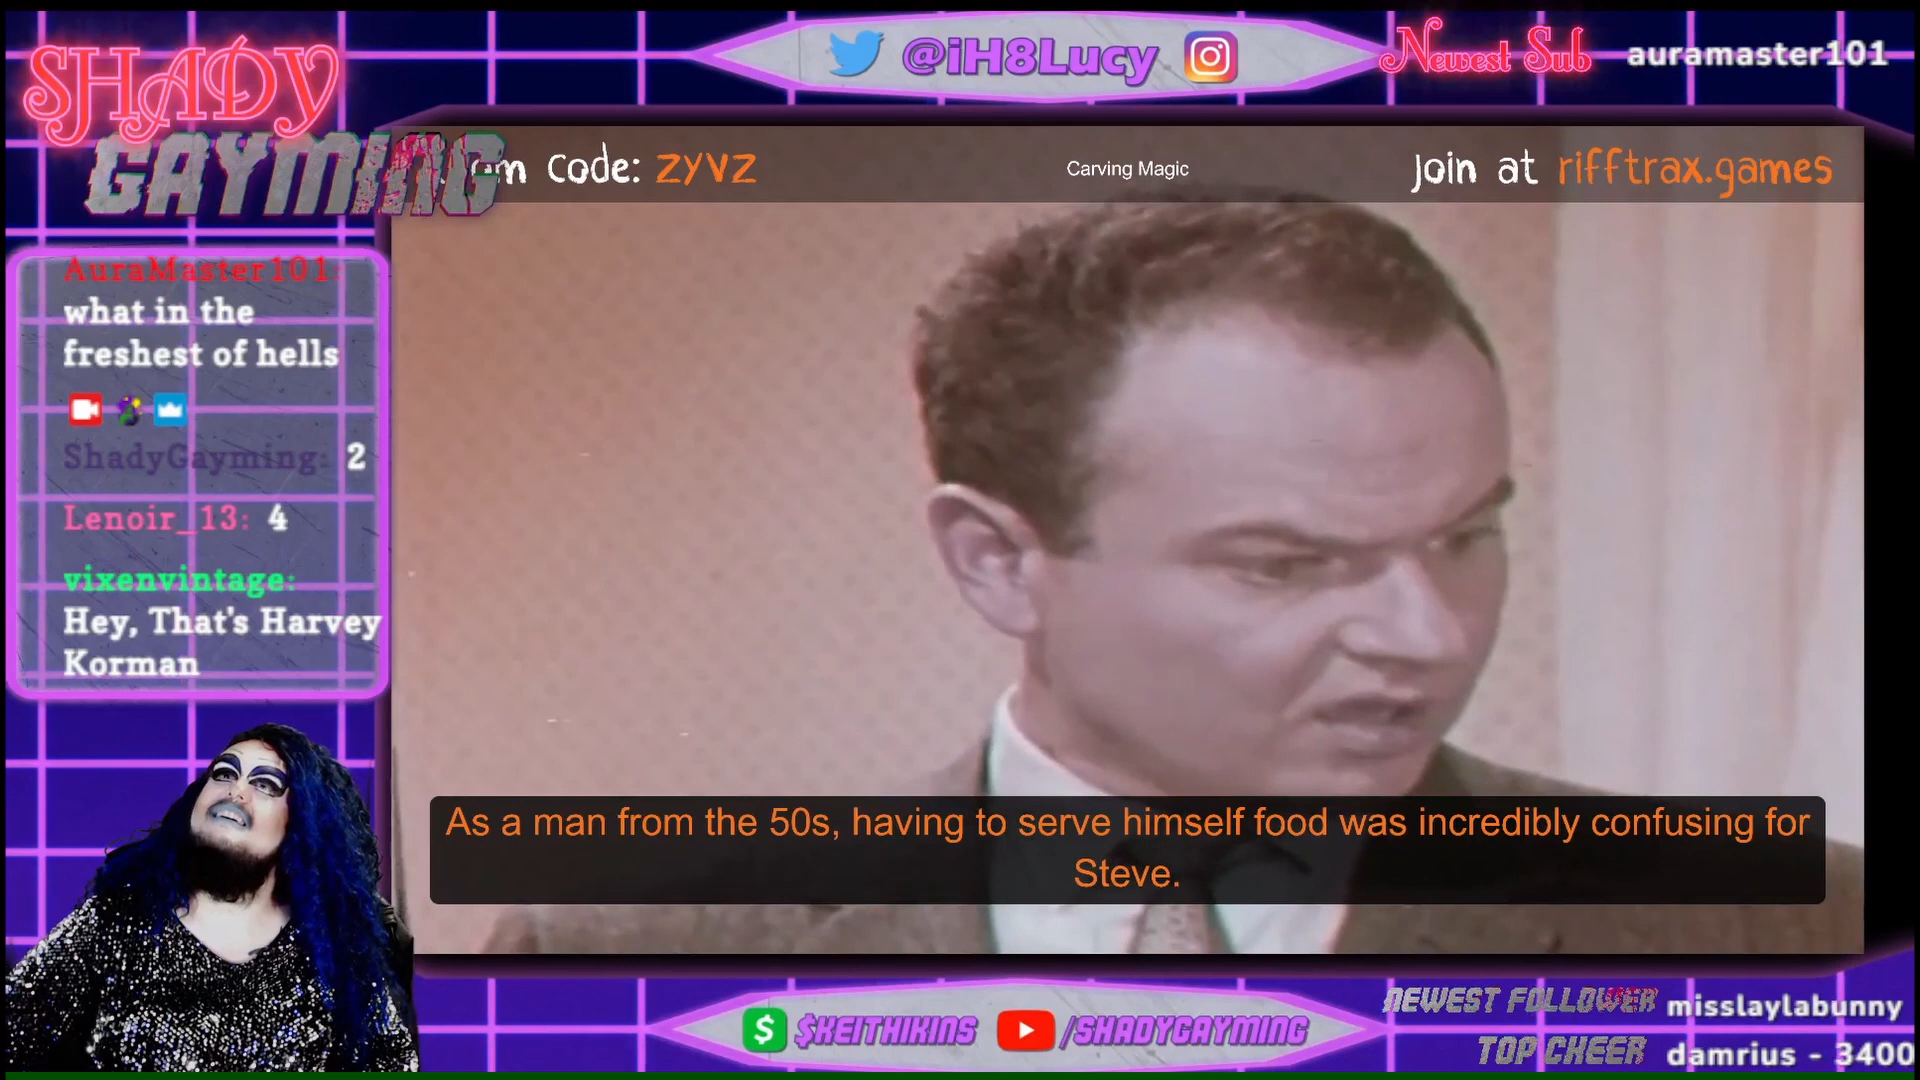 SHADY
GAYMING
@iH8Lucy
Newest Sub auramaster101
Code: ZYVZ
Carving Magic
Join at rifftrax.games
AuraMaster101:
what in the
freshest of hells
ShadyGayming: 2
Lenoir_13: 4
vixenvintage:
Hey, That's Harvey
Korman
As a man from the 50s, having to serve himself food was incredibly confusing for
Steve.
$KEITHIKINS
/SHADYGAYMING
NEWEST FOLLOWER misslaylabunny
TOP CHEER damrius - 3400